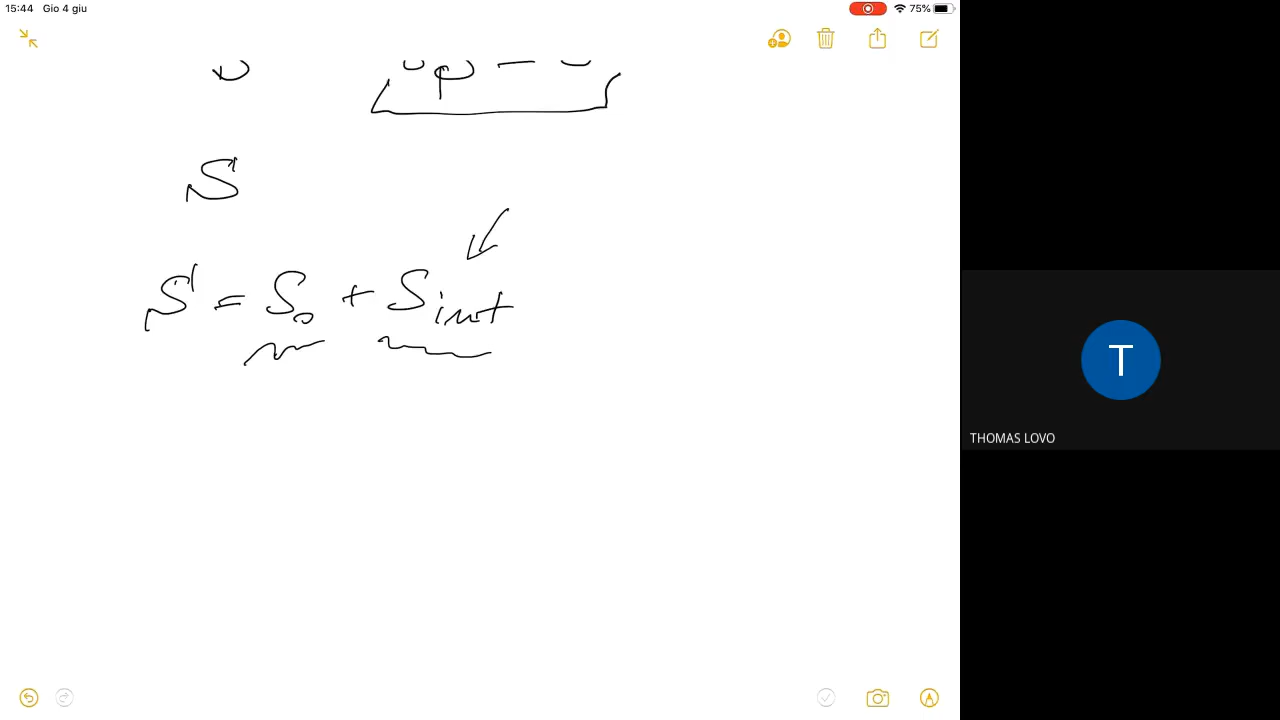 15:44 Gio 4 giu 75%
S
S = S₀ + Sint
T
THOMAS LOVO